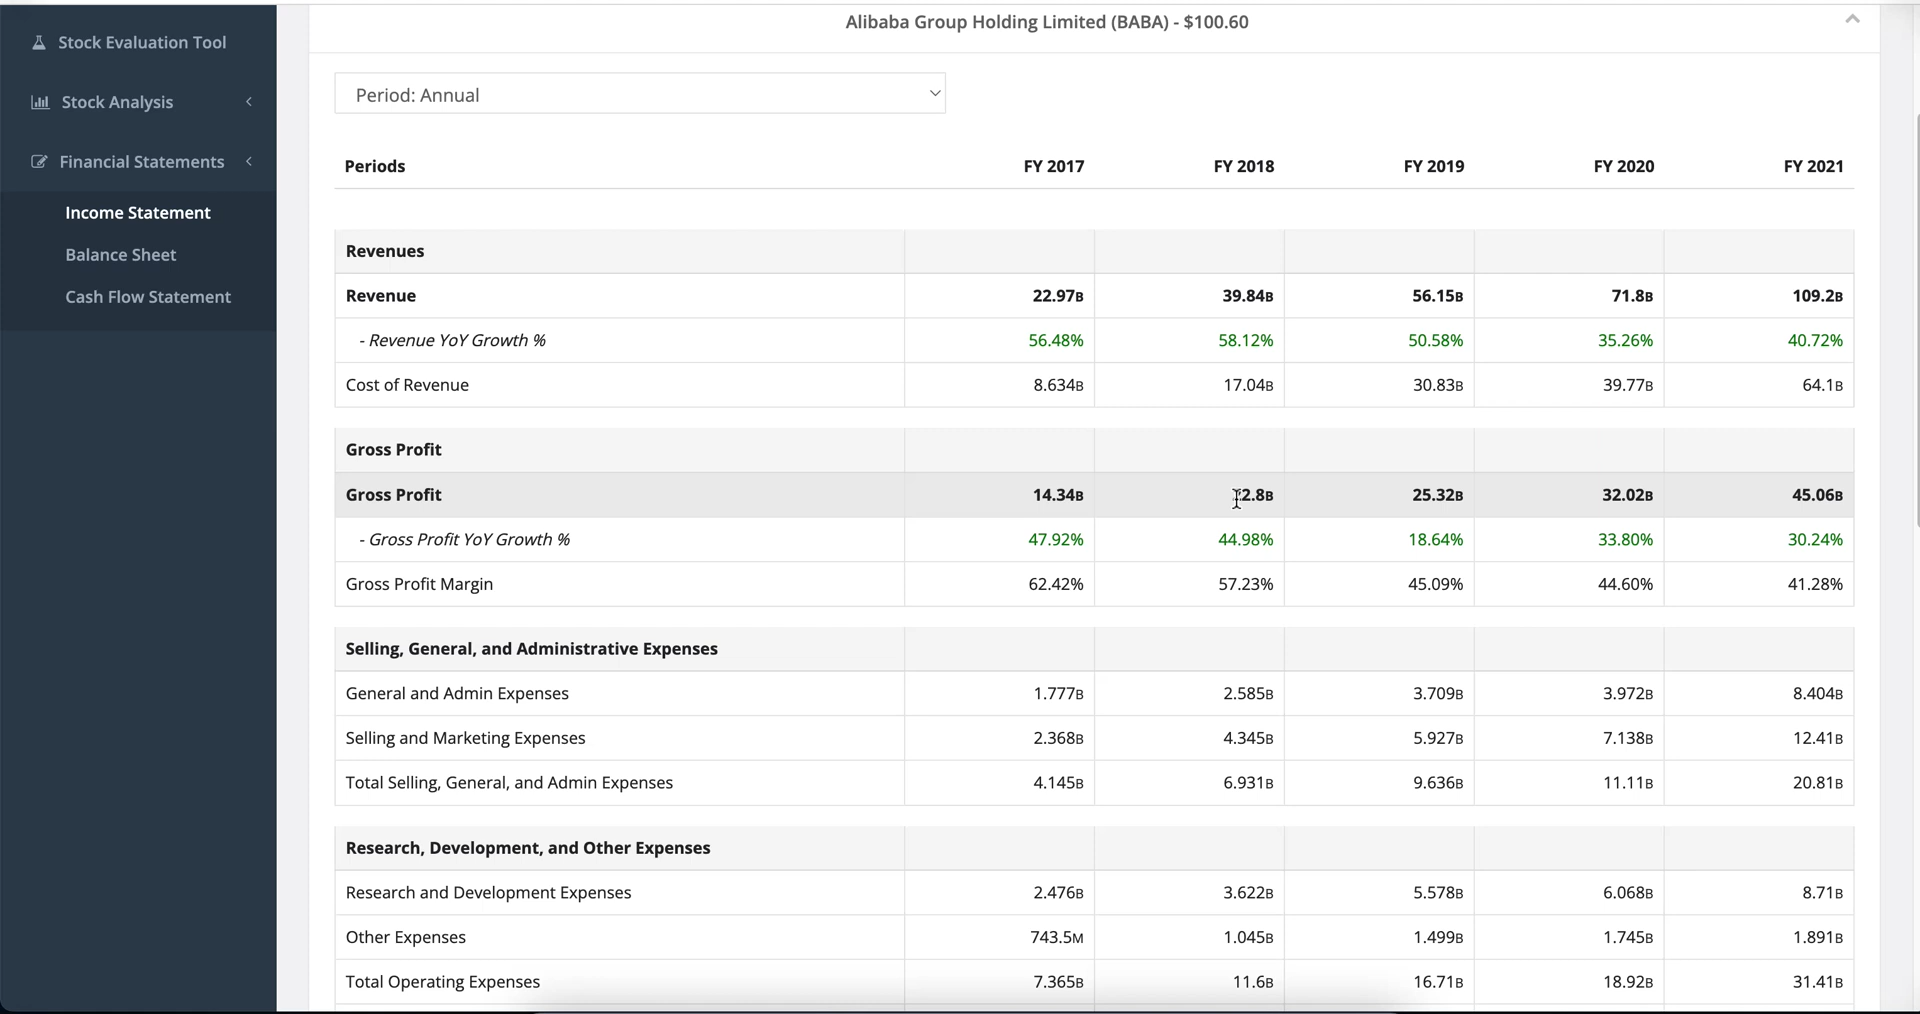 Alibaba Group Holding Limited (BABA) - $100.60
Stock Evaluation Tool
Stock Analysis
Financial Statements
Income Statement
Balance Sheet
Cash Flow Statement
Period: Annual
Periods FY 2017 FY 2018 FY 2019 FY 2020 FY 2021
Revenues
Revenue 22.97B 39.84B 56.15B 71.8B 109.2B
- Revenue YoY Growth % 56.48% 58.12% 50.58% 35.26% 40.72%
Cost of Revenue 8.634B 17.04B 30.83B 39.77B 64.1B
Gross Profit
Gross Profit 14.34B 25.32B 32.02B 45.06B
- Gross Profit YoY Growth % 47.92% 44.98% 18.64% 33.80% 30.24%
Gross Profit Margin 62.42% 57.23% 45.09% 44.60% 41.28%
Selling, General, and Administrative Expenses
General and Admin Expenses 1.777B 2.585B 3.709B 3.972B 8.404B
Selling and Marketing Expenses 2.368B 4.345B 5.927B 7.138B 12.41B
Total Selling, General, and Admin Expenses 4.145B 6.931B 9.636B 11.11B 20.81B
Research, Development, and Other Expenses
Research and Development Expenses 2.476B 3.622B 5.578B 6.068B 8.71B
Other Expenses 743.5M 1.045B 1.499B 1.745B 1.891B
Total Operating Expenses 7.365B 11.6B 16.71B 18.92B 31.41B